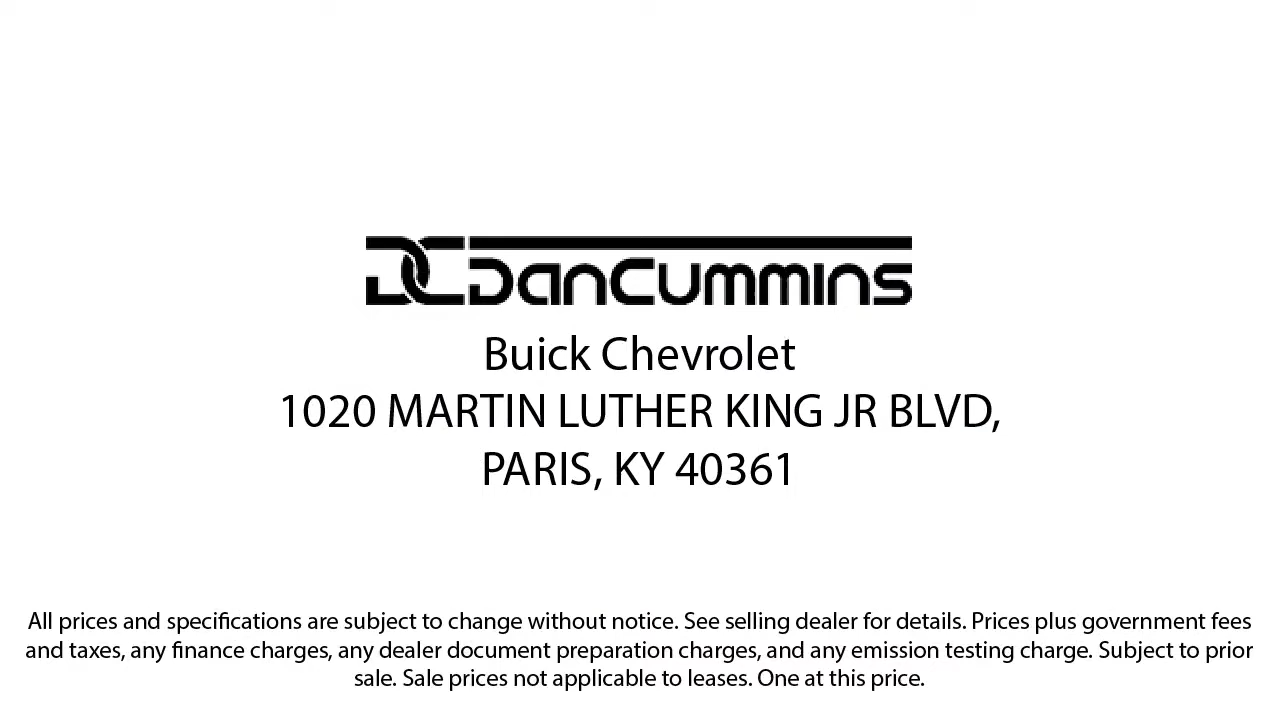 DC DanCummins
Buick Chevrolet
1020 MARTIN LUTHER KING JR BLVD,
PARIS, KY 40361
All prices and specifications are subject to change without notice. See selling dealer for details. Prices plus government fees
and taxes, any finance charges, any dealer document preparation charges, and any emission testing charge. Subject to prior
sale. Sale prices not applicable to leases. One at this price.